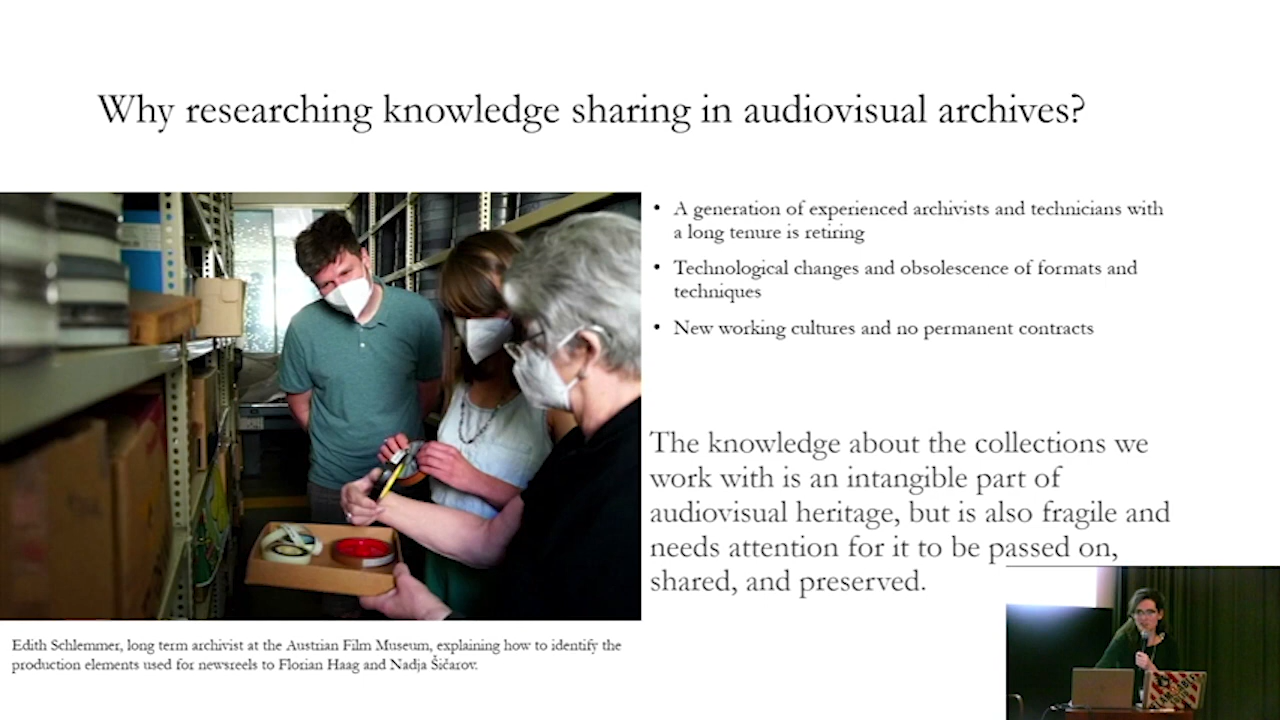 Why researching knowledge sharing in audiovisual archives?
• A generation of experienced archivists and technicians with
a long tenure is retiring
• Technological changes and obsolescence of formats and
techniques
• New working cultures and no permanent contracts
The knowledge about the collections we
work with is an intangible part of
audiovisual heritage, but is also fragile and
needs attention for it to be passed on,
shared, and preserved.
Edith Schlemmer, long term archivist at the Austrian Film Museum, explaining how to identify the
production elements used for newsreels to Florian Haag and Nadja Šičarov.